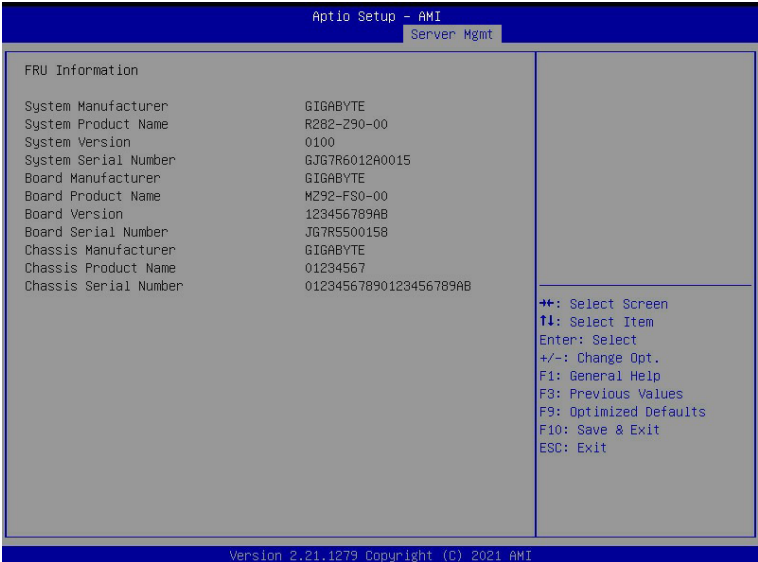 Aptio Setup – AMI
Server Mgmt
FRU Information
System Manufacturer GIGABYTE
System Product Name R282-Z90-00
System Version 0100
System Serial Number GJG7R6012A0015
Board Manufacturer GIGABYTE
Board Product Name MZ92-FS0-00
Board Version 123456789AB
Board Serial Number JG7R5500158
Chassis Manufacturer GIGABYTE
Chassis Product Name 01234567
Chassis Serial Number 01234567890123456789AB
→←: Select Screen
↑↓: Select Item
Enter: Select
+/-: Change Opt.
F1: General Help
F3: Previous Values
F9: Optimized Defaults
F10: Save & Exit
ESC: Exit
Version 2.21.1279 Copyright (C) 2021 AMI